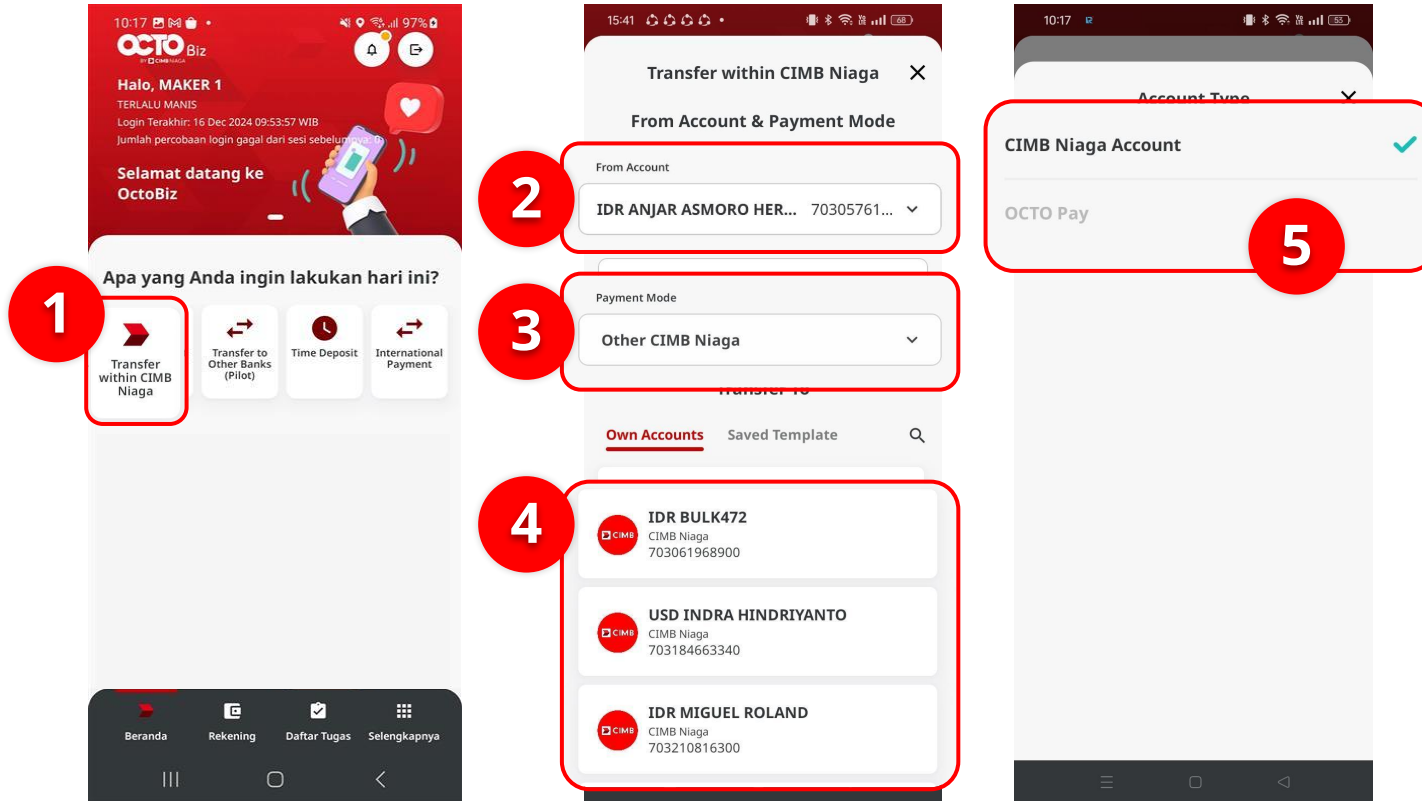 10:17
97%
OCTO Biz
BY CIMB NIAGA
Halo, MAKER 1
TERLALU MANIS
Login Terakhir: 16 Dec 2024 09:53:57 WIB
Jumlah percobaan login gagal dari sesi sebelumnya: 0
Selamat datang ke
OctoBiz
Apa yang Anda ingin lakukan hari ini?
1
Transfer
within CIMB
Niaga
Transfer to
Other Banks
(Pilot)
Time Deposit
International
Payment
Beranda
Rekening
Daftar Tugas
Selengkapnya
15:41
68
Transfer within CIMB Niaga
From Account & Payment Mode
2
From Account
IDR ANJAR ASMORO HER... 70305761...
3
Payment Mode
Other CIMB Niaga
Transfer To
Own Accounts
Saved Template
4
IDR BULK472
CIMB
CIMB Niaga
703061968900
USD INDRA HINDRIYANTO
CIMB
CIMB Niaga
703184663340
IDR MIGUEL ROLAND
CIMB
CIMB Niaga
703210816300
10:17
53
Account Type
CIMB Niaga Account
OCTO Pay
5